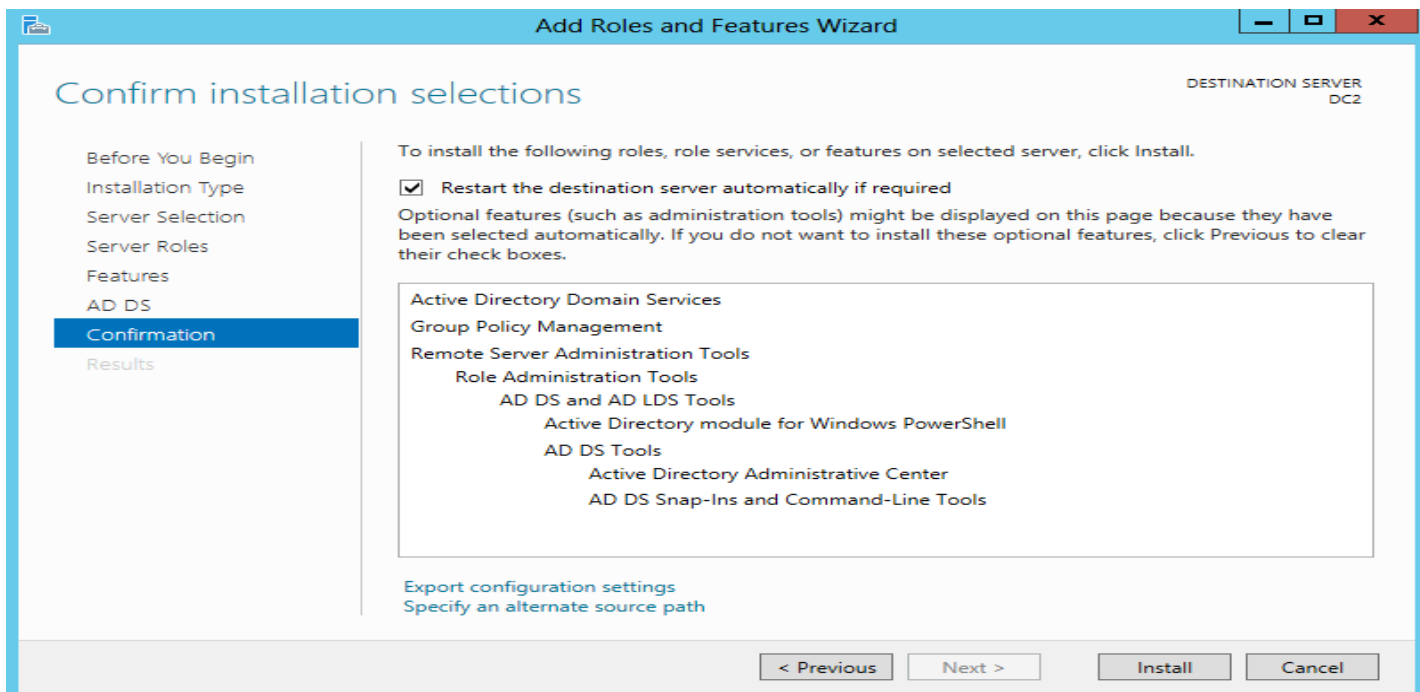 Add Roles and Features Wizard
Confirm installation selections
DESTINATION SERVER
DC2
Before You Begin
Installation Type
Server Selection
Server Roles
Features
AD DS
Confirmation
Results
To install the following roles, role services, or features on selected server, click Install.
Restart the destination server automatically if required
Optional features (such as administration tools) might be displayed on this page because they have
been selected automatically. If you do not want to install these optional features, click Previous to clear
their check boxes.
Active Directory Domain Services
Group Policy Management
Remote Server Administration Tools
Role Administration Tools
AD DS and AD LDS Tools
Active Directory module for Windows PowerShell
AD DS Tools
Active Directory Administrative Center
AD DS Snap-Ins and Command-Line Tools
Export configuration settings
Specify an alternate source path
< Previous
Next >
Install
Cancel